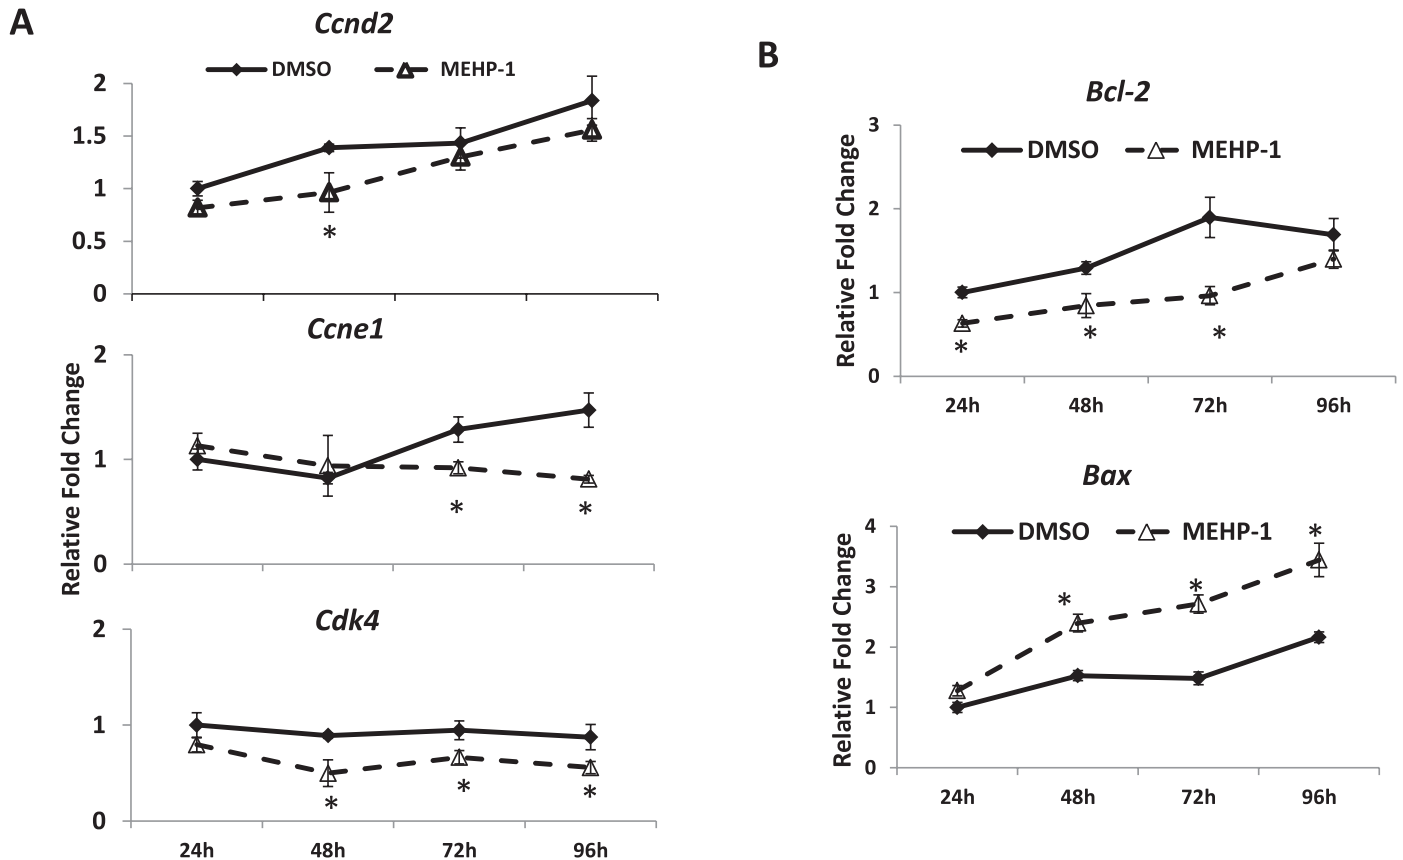 A
Ccnd2
DMSO MEHP-1
2
1.5
1
0.5
0
Ccne1
Relative Fold Change
2
1
0
Cdk4
2
1
0
*
* *
* * *
24h 48h 72h 96h
B
Bcl-2
DMSO MEHP-1
Relative Fold Change
3
2
1
0
* * *
24h 48h 72h 96h
Bax
DMSO MEHP-1
Relative Fold Change
4
3
2
1
0
* * *
24h 48h 72h 96h